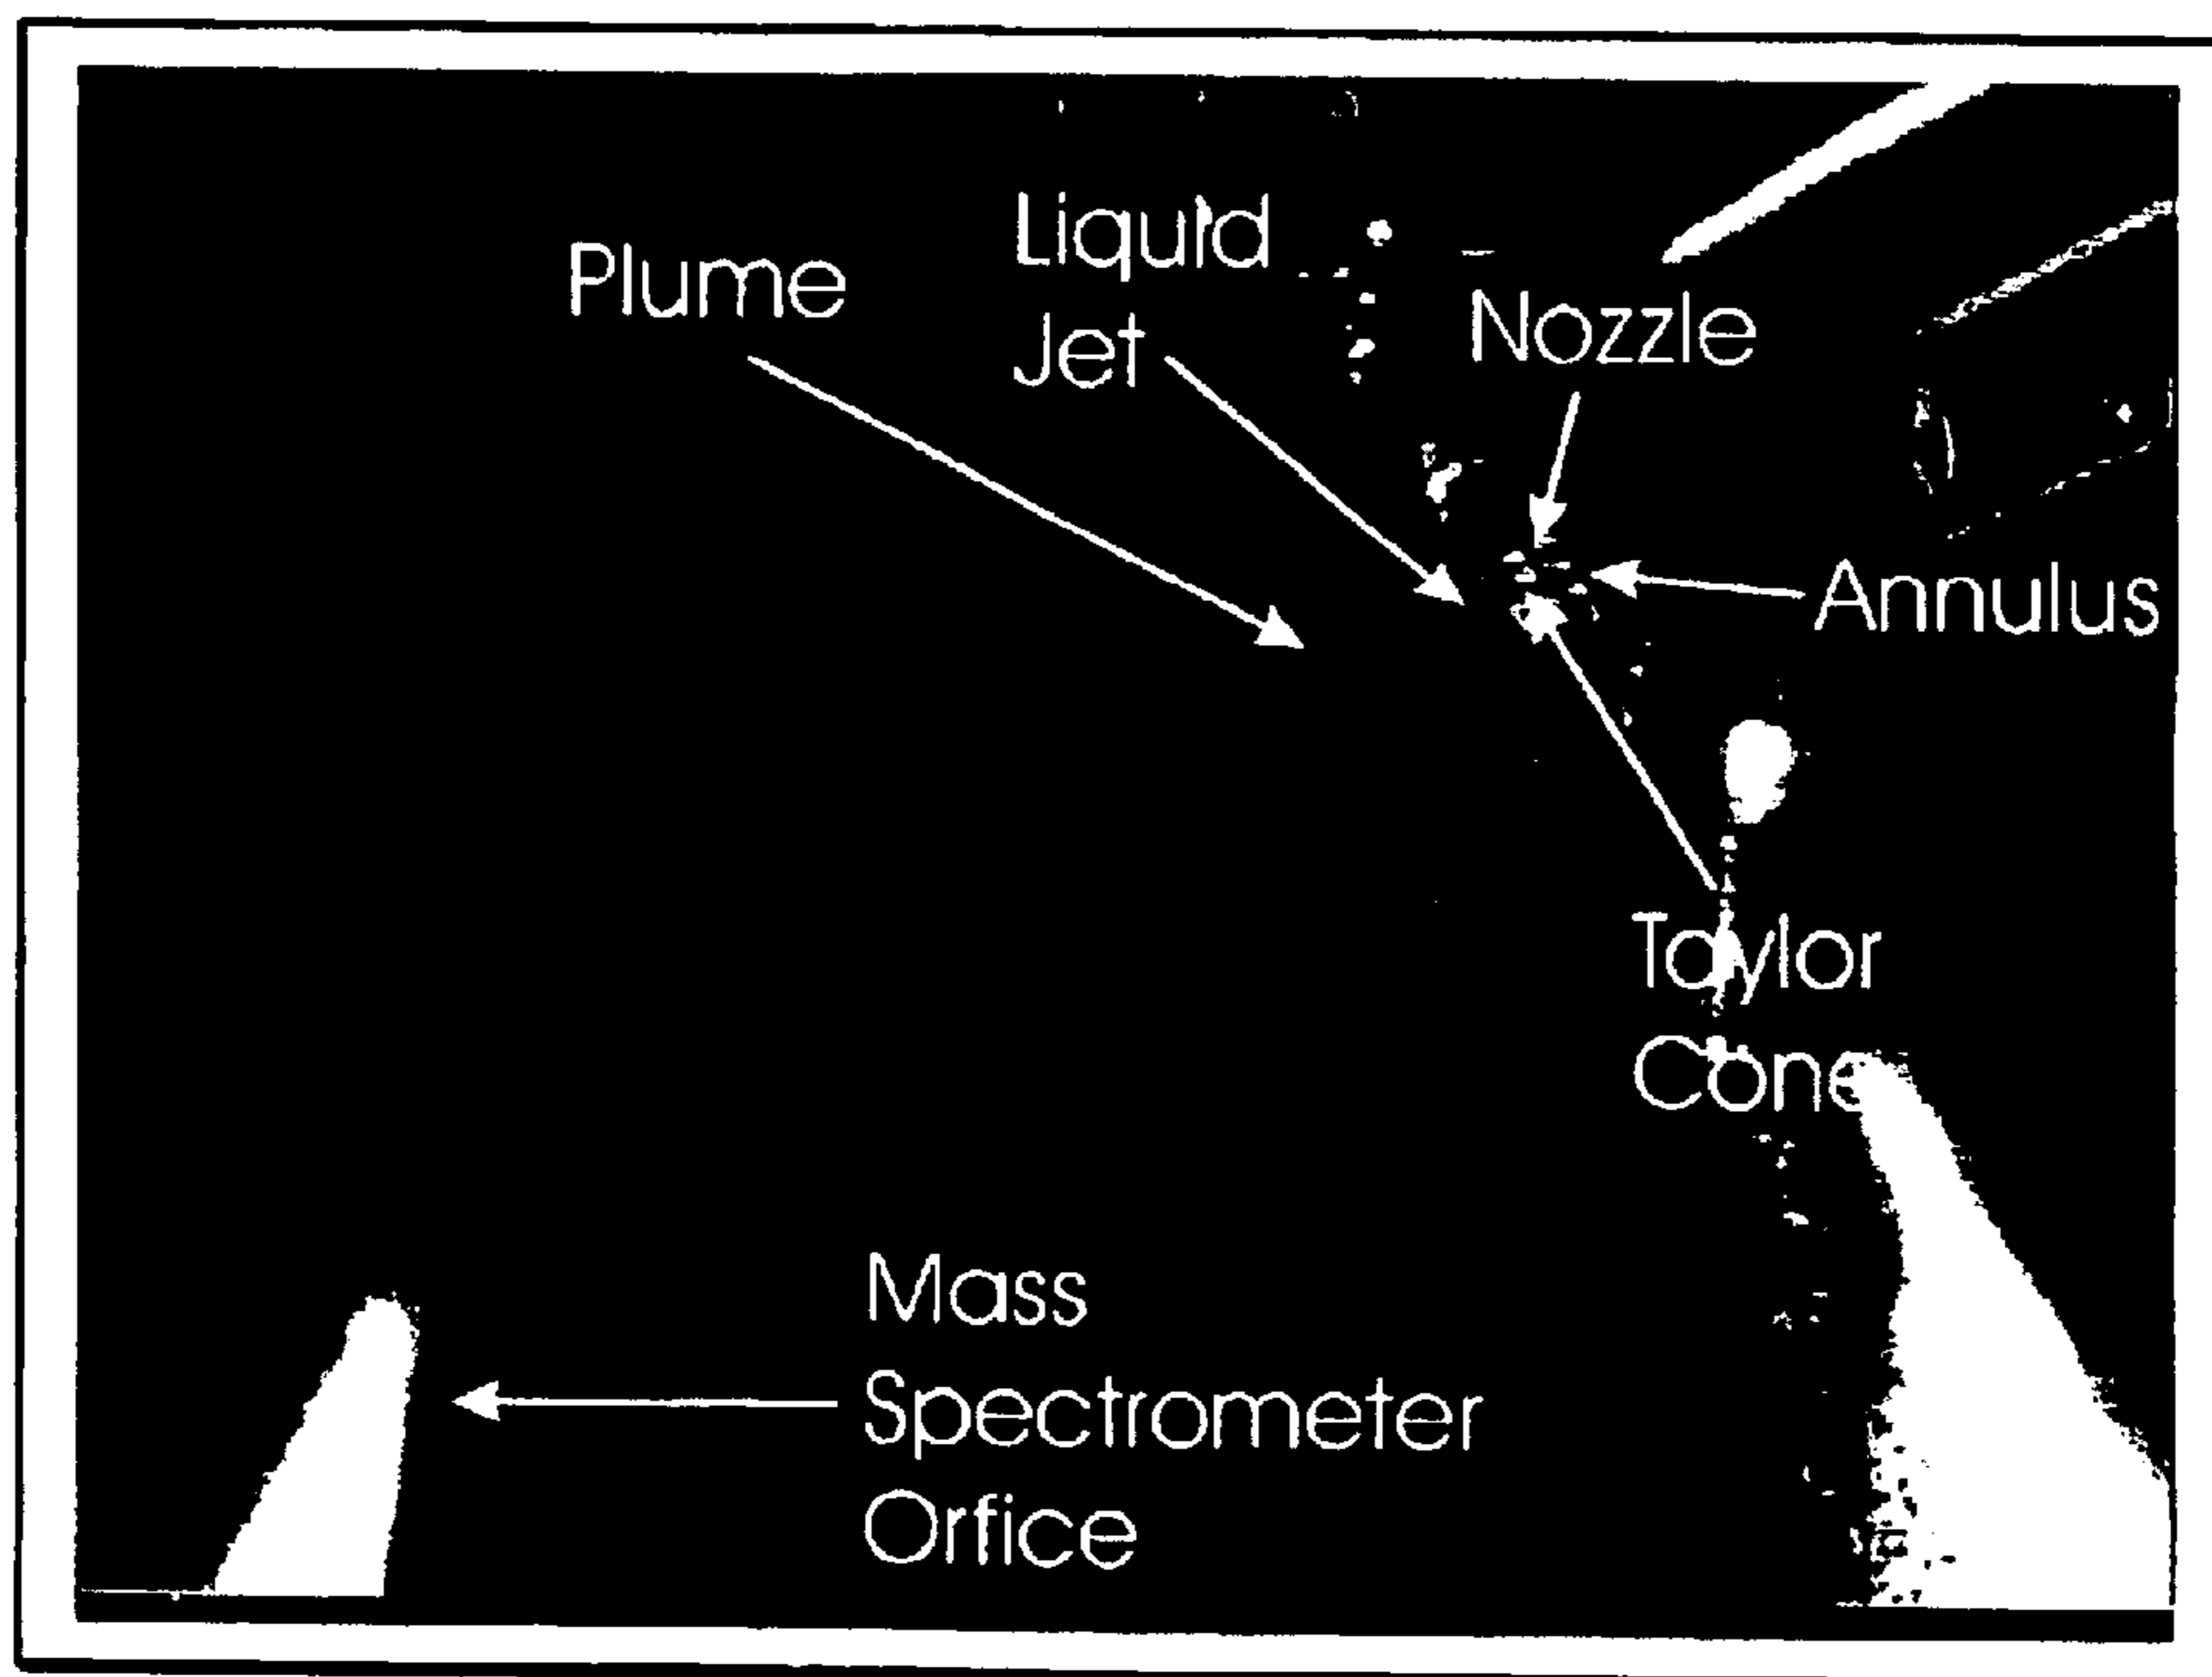 Plume
Liquid
Jet
Nozzle
Annulus
Taylor
Cone
Mass
Spectrometer
Orfice